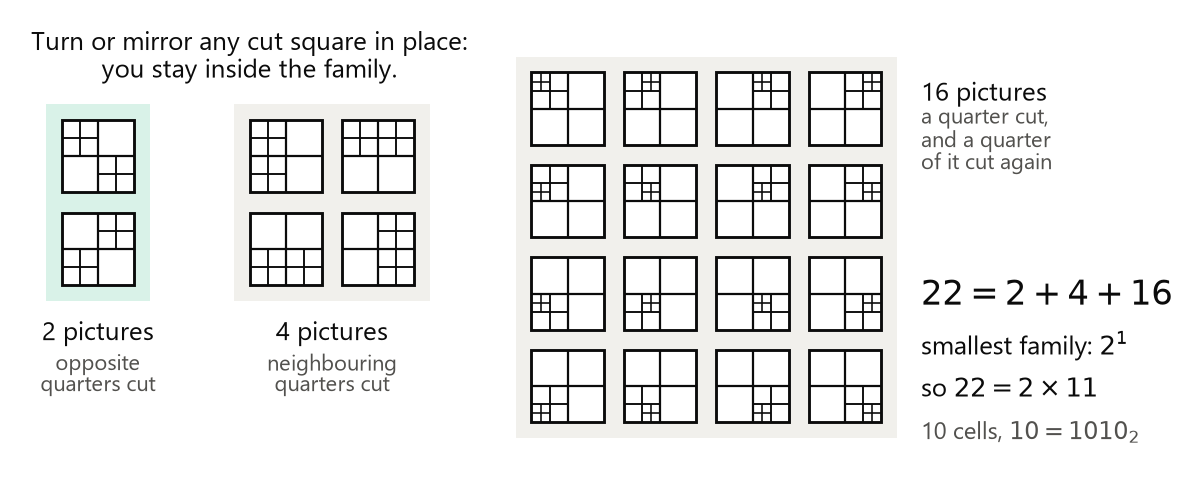 Turn or mirror any cut square in place:
you stay inside the family.
2 pictures
opposite
quarters cut
4 pictures
neighbouring
quarters cut
16 pictures
a quarter cut,
and a quarter
of it cut again
22 = 2 + 4 + 16
smallest family: 2¹
so 22 = 2 × 11
10 cells, 10 = 1010₂